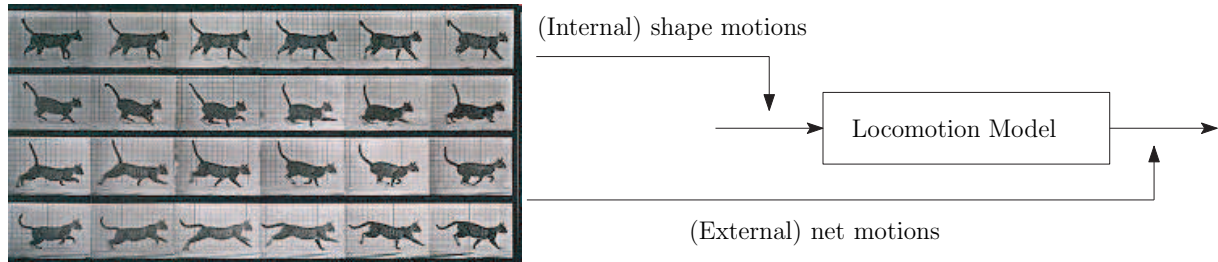 (Internal) shape motions
Locomotion Model
(External) net motions